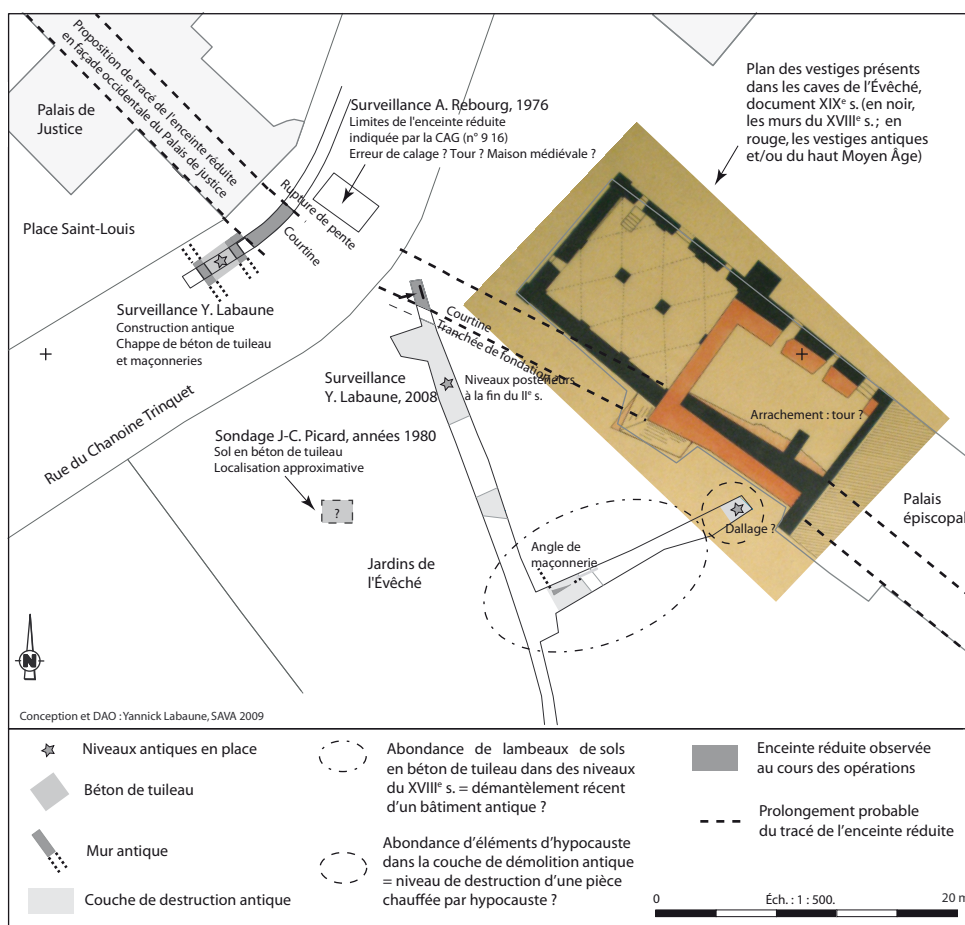 Proposition de tracé de l'enceinte réduite
en façade occidental du Palais de justice
Palais de
Justice
Place Saint-Louis
Surveillance A. Rebourg, 1976
Limites de l'enceinte réduite
indiquée par la CAG (n° 9 16)
Erreur de calage ? Tour ? Maison médiévale ?
Plan des vestiges présents
dans les caves de l'Évêché,
document XIXe s. (en noir,
les murs du XVIIIe s. ; en
rouge, les vestiges antiques
et/ou du haut Moyen Âge)
Rupture de pente
Courtine
Surveillance Y. Labaune
Construction antique
Chappe de béton de tuileau
et maçonneries
Courtine
Tranchée de fondation
Surveillance
Y. Labaune, 2008
Niveaux postérieurs
à la fin du IIe s.
Rue du Chanoine Trinquet
Arrachement : tour ?
Sondage J-C. Picard, années 1980
Sol en béton de tuileau
Localisation approximative
?
Palais
épiscopal
Dallage ?
Angle de
maçonnerie
Jardins de
l'Évêché
N
Conception et DAO : Yannick Labaune, SAVA 2009
Niveaux antiques en place
Béton de tuileau
Mur antique
Couche de destruction antique
Abondance de lambeaux de sols
en béton de tuileau dans des niveaux
du XVIIIe s. = démantèlement récent
d'un bâtiment antique ?
Abondance d'éléments d'hypocauste
dans la couche de démolition antique
= niveau de destruction d'une pièce
chauffée par hypocauste ?
Enceinte réduite observée
au cours des opérations
Prolongement probable
du tracé de l'enceinte réduite
0 Éch. : 1 : 500. 20 m